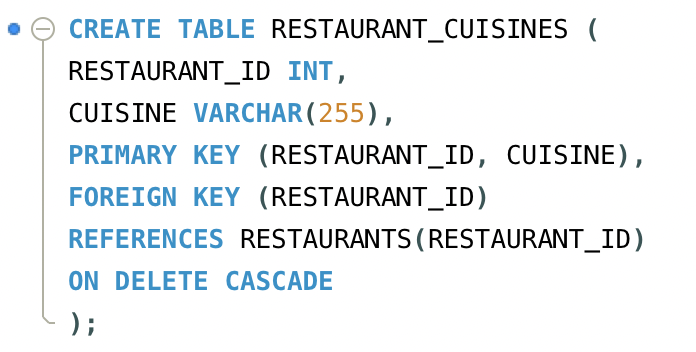 CREATE TABLE RESTAURANT_CUISINES (
RESTAURANT_ID INT,
CUISINE VARCHAR(255),
PRIMARY KEY (RESTAURANT_ID, CUISINE),
FOREIGN KEY (RESTAURANT_ID)
REFERENCES RESTAURANTS(RESTAURANT_ID)
ON DELETE CASCADE
);